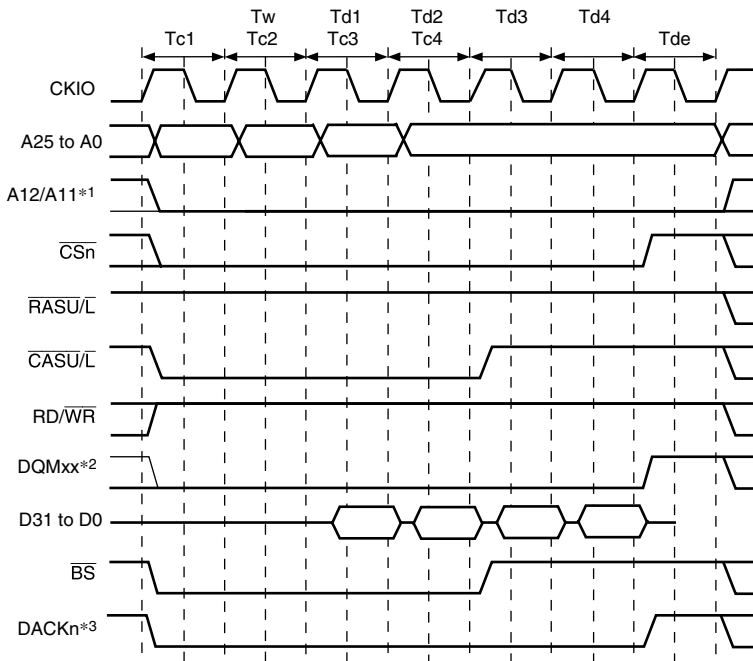 Tw Td1 Td2 Td3 Td4
Tc1 Tc2 Tc3 Tc4 Tde
CKIO
A25 to A0
A12/A11*1
CSn
RASU/L
CASU/L
RD/WR
DQMxx*2
D31 to D0
BS
DACKn*3